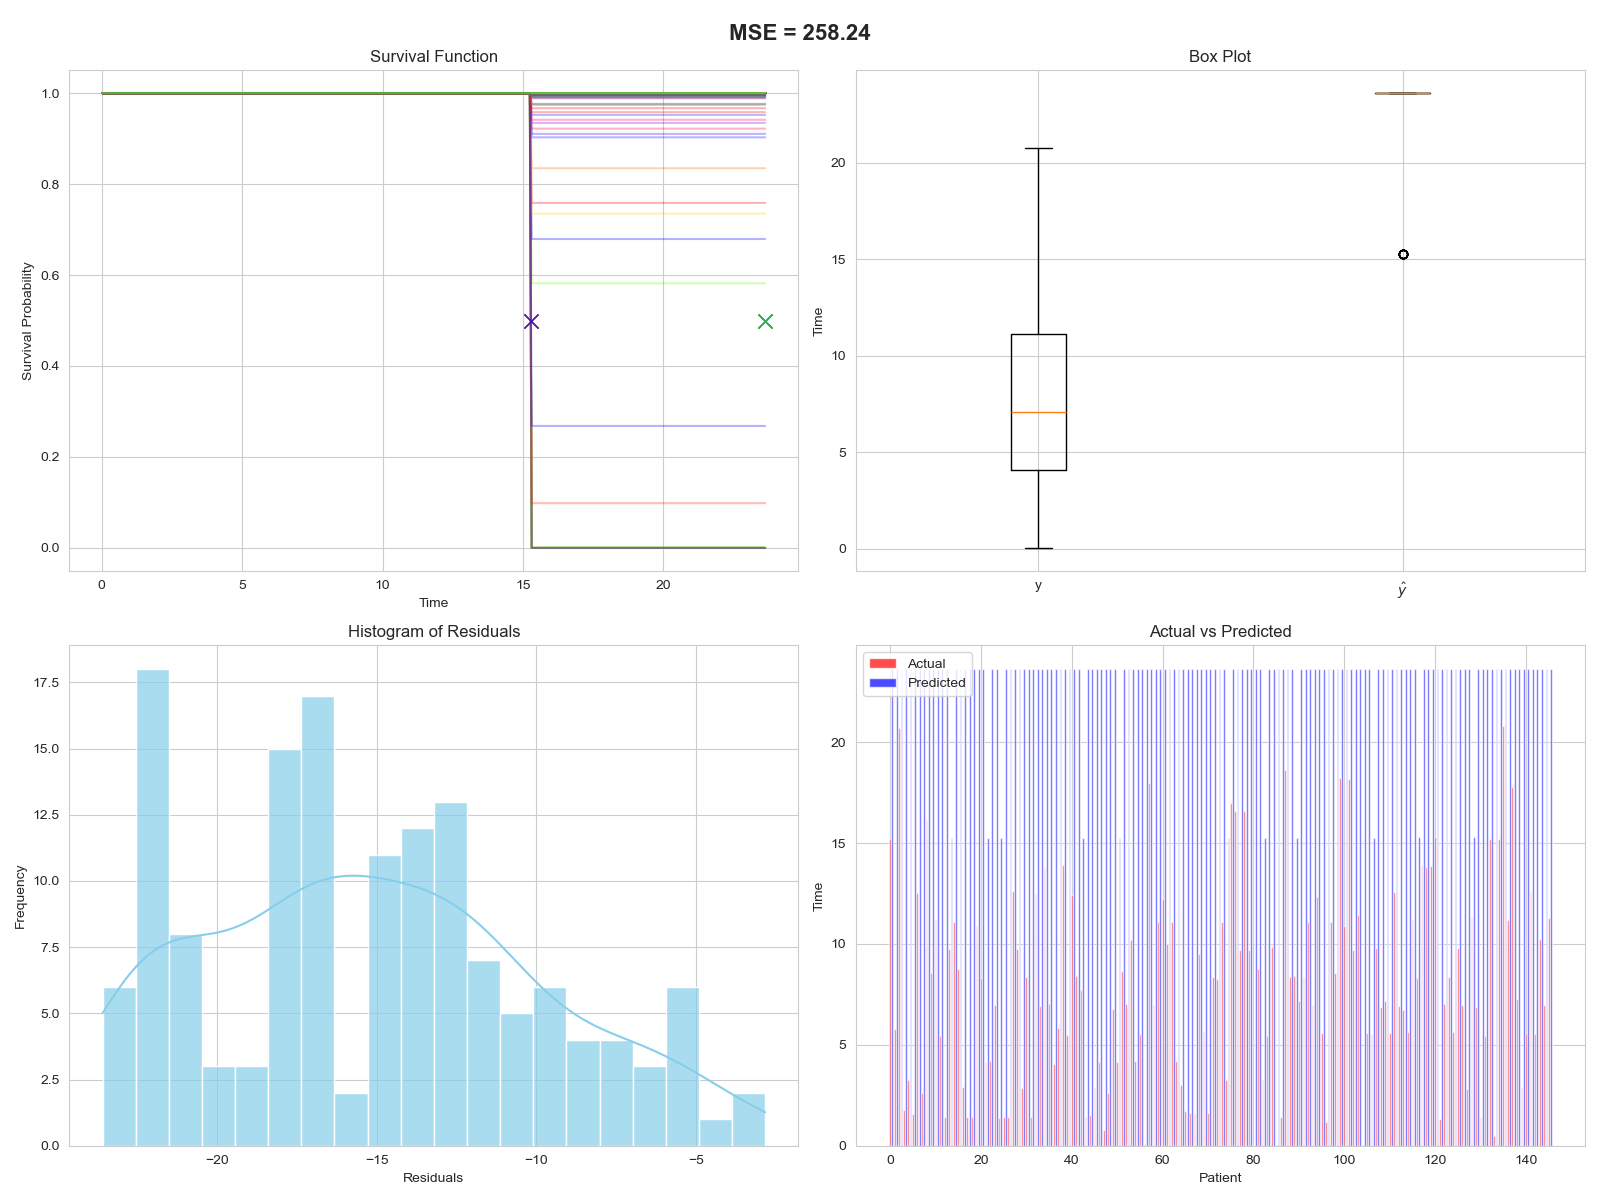 MSE = 258.24
Survival Function
1.0
0.8
0.6
0.4
0.2
0.0
Survival Probability
0
5
10
15
20
Time
Box Plot
20
15
10
5
0
Time
y
ŷ
Histogram of Residuals
17.5
15.0
12.5
10.0
7.5
5.0
2.5
0.0
Frequency
−20
−15
−10
−5
Residuals
Actual vs Predicted
Actual
Predicted
20
15
10
5
0
Time
0
20
40
60
80
100
120
140
Patient